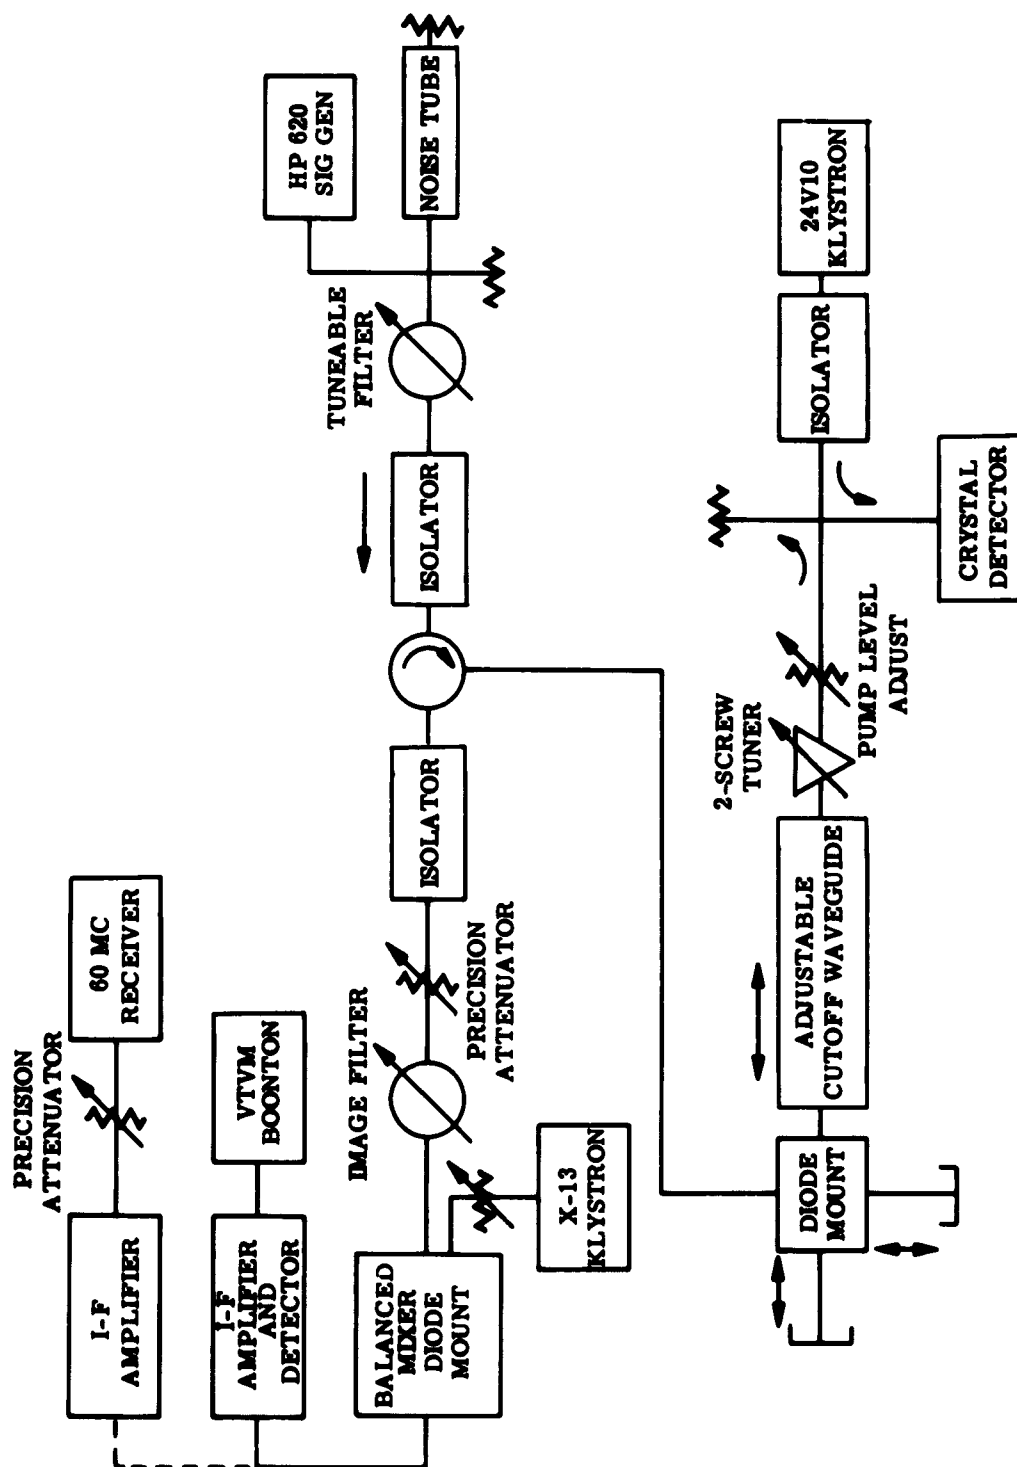 PRECISION
ATTENUATOR
I-F
AMPLIFIER
60 MC
RECEIVER
I-F
AMPLIFIER
AND
DETECTOR
VTVM
BOONTON
HP 620
SIG GEN
BALANCED
MIXER
DIODE
MOUNT
IMAGE FILTER
PRECISION
ATTENUATOR
ISOLATOR
ISOLATOR
TUNEABLE
FILTER
NOISE TUBE
X-13
KLYSTRON
DIODE
MOUNT
ADJUSTABLE
CUTOFF WAVEGUIDE
2-SCREW
TUNER
PUMP LEVEL
ADJUST
ISOLATOR
24V10
KLYSTRON
CRYSTAL
DETECTOR